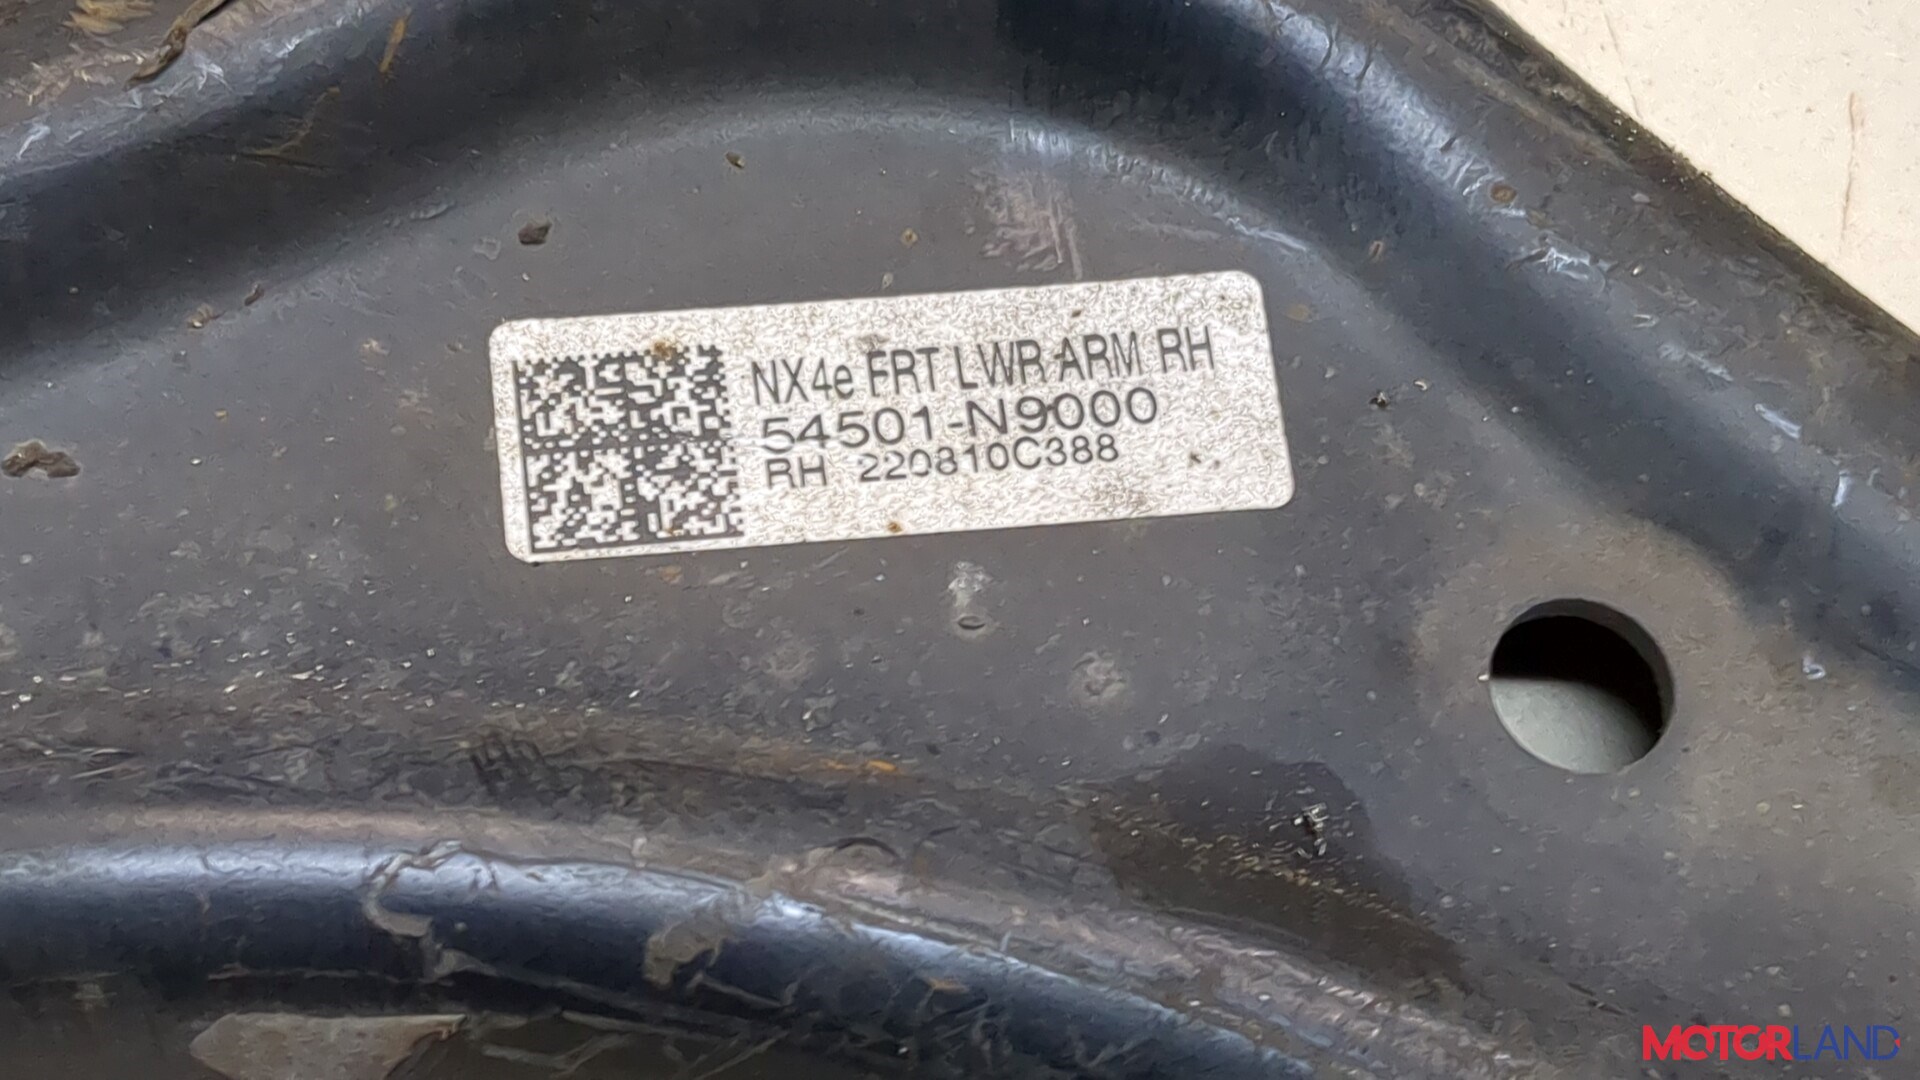 NX4e FRT LWR ARM RH
54501-N9000
RH 220810C388
MOTORLAND